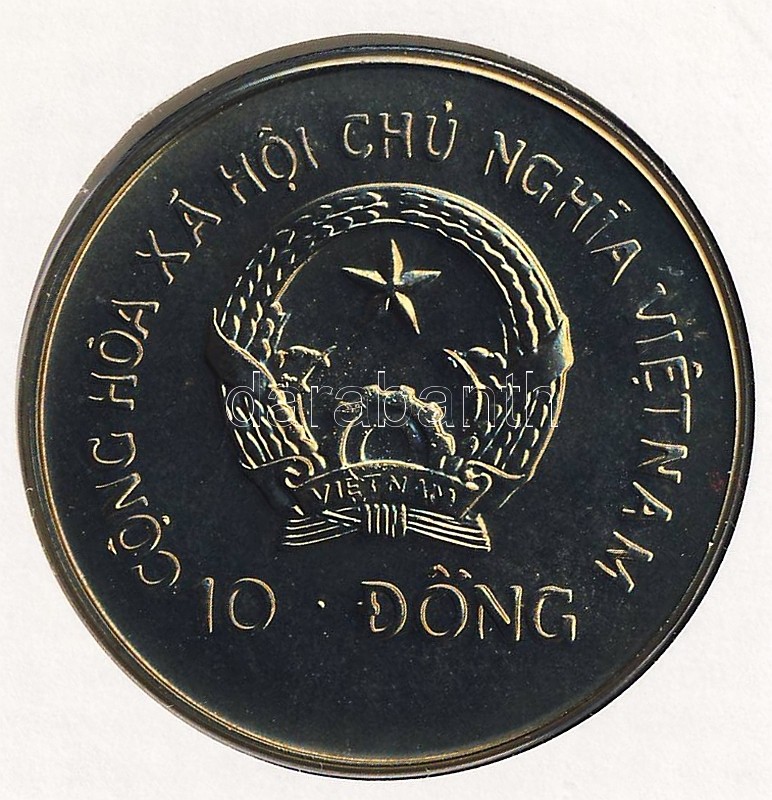 CỘNG HÒA XÃ HỘI CHỦ NGHĨA VIỆT NAM
VIỆT NAM
10 · ĐỒNG
darabanth